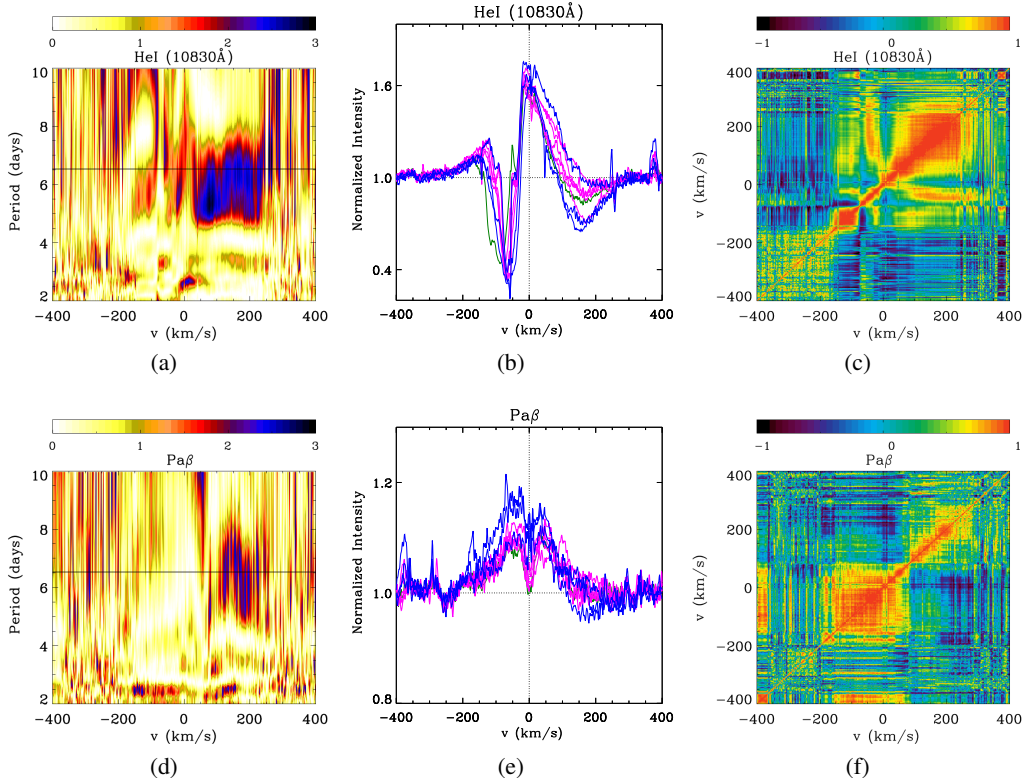 0 1 2 3
HeI (10830Å)
10
8
6
4
2
Period (days)
−400 −200 0 200 400
v (km/s)
(a)
HeI (10830Å)
1.6
1.0
0.4
Normalized Intensity
−400 −200 0 200 400
v (km/s)
(b)
−1 0 1
HeI (10830Å)
400
200
0
−200
−400
v (km/s)
−400 −200 0 200 400
v (km/s)
(c)
0 1 2 3
Paβ
10
8
6
4
2
Period (days)
−400 −200 0 200 400
v (km/s)
(d)
Paβ
1.2
1.0
0.8
Normalized Intensity
−400 −200 0 200 400
v (km/s)
(e)
−1 0 1
Paβ
400
200
0
−200
−400
v (km/s)
−400 −200 0 200 400
v (km/s)
(f)